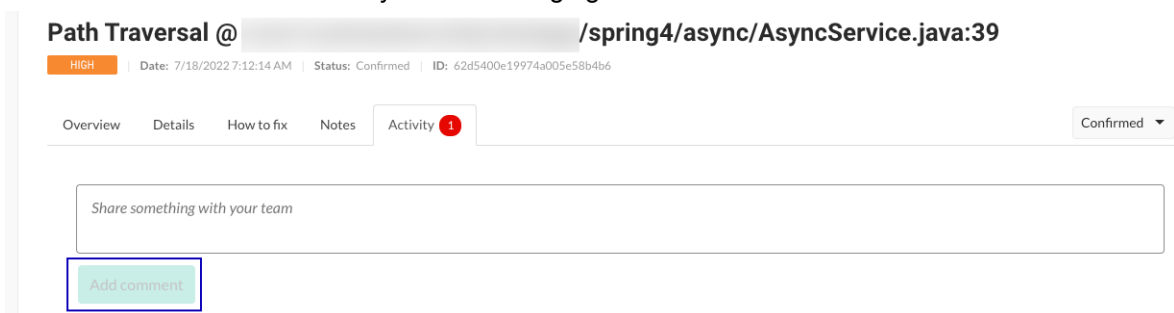 Path Traversal @ /spring4/async/AsyncService.java:39
HIGH Date: 7/18/2022 7:12:14 AM Status: Confirmed ID: 62d5400e19974a005e58b4b6
Overview Details How to fix Notes Activity 1 Confirmed
Share something with your team
Add comment